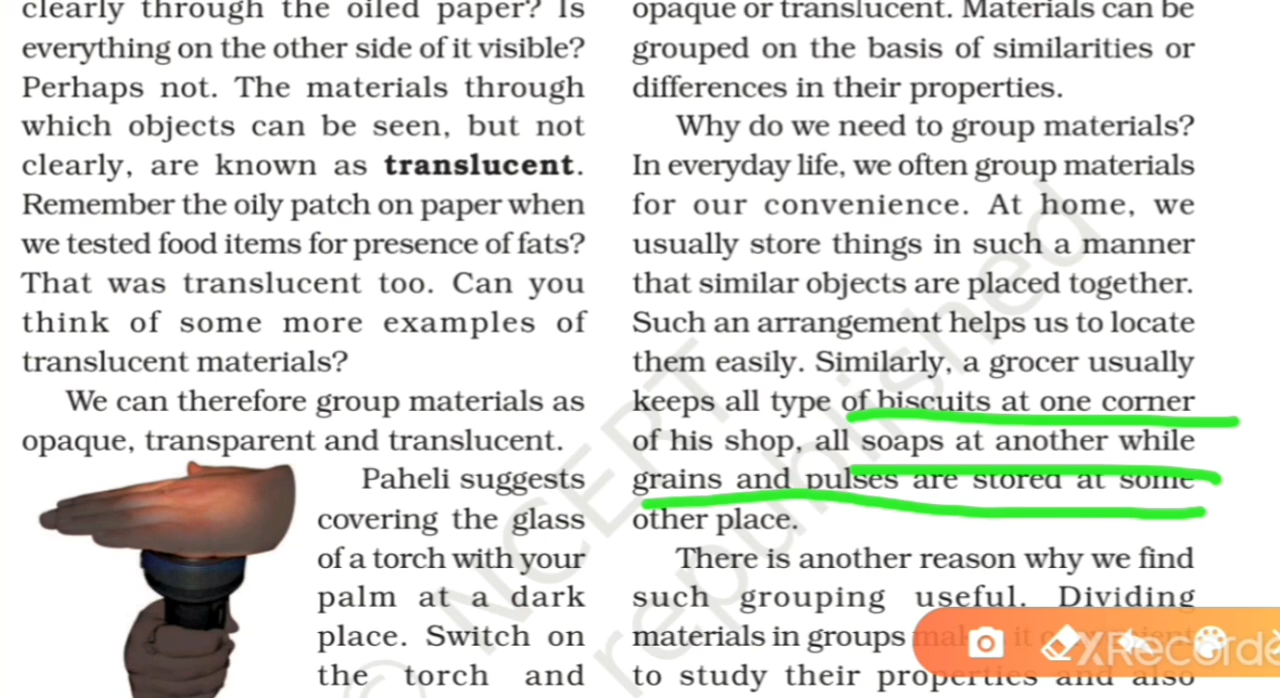 clearly through the oiled paper? Is
everything on the other side of it visible?
Perhaps not. The materials through
which objects can be seen, but not
clearly, are known as translucent.
Remember the oily patch on paper when
we tested food items for presence of fats?
That was translucent too. Can you
think of some more examples of
translucent materials?
We can therefore group materials as
opaque, transparent and translucent.
Paheli suggests
covering the glass
of a torch with your
palm at a dark
place. Switch on
the torch and
opaque or translucent. Materials can be
grouped on the basis of similarities or
differences in their properties.
Why do we need to group materials?
In everyday life, we often group materials
for our convenience. At home, we
usually store things in such a manner
that similar objects are placed together.
Such an arrangement helps us to locate
them easily. Similarly, a grocer usually
keeps all type of biscuits at one corner
of his shop, all soaps at another while
grains and pulses are stored at some
other place.
There is another reason why we find
such grouping useful. Dividing
materials in groups
to study their properties and also
© NCERT
republished
XRecorde